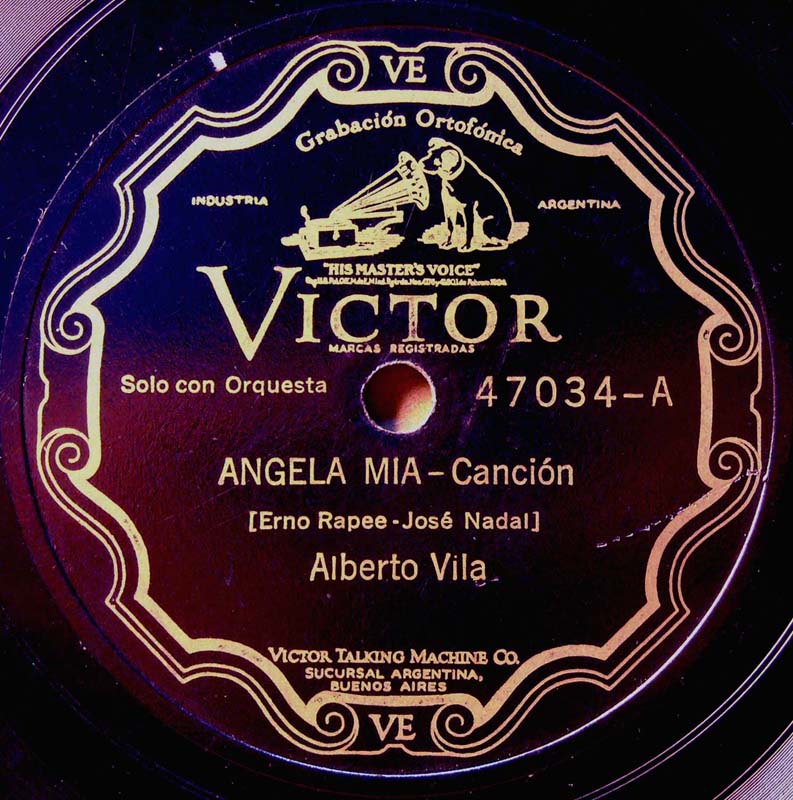 VE
Grabación Ortofónica
INDUSTRIA
ARGENTINA
"HIS MASTER'S VOICE"
VICTOR
MARCAS REGISTRADAS
Solo con Orquesta
47034-A
ANGELA MIA - Canción
[Erno Rapee - José Nadal]
Alberto Vila
VICTOR TALKING MACHINE CO.
SUCURSAL ARGENTINA,
BUENOS AIRES
VE